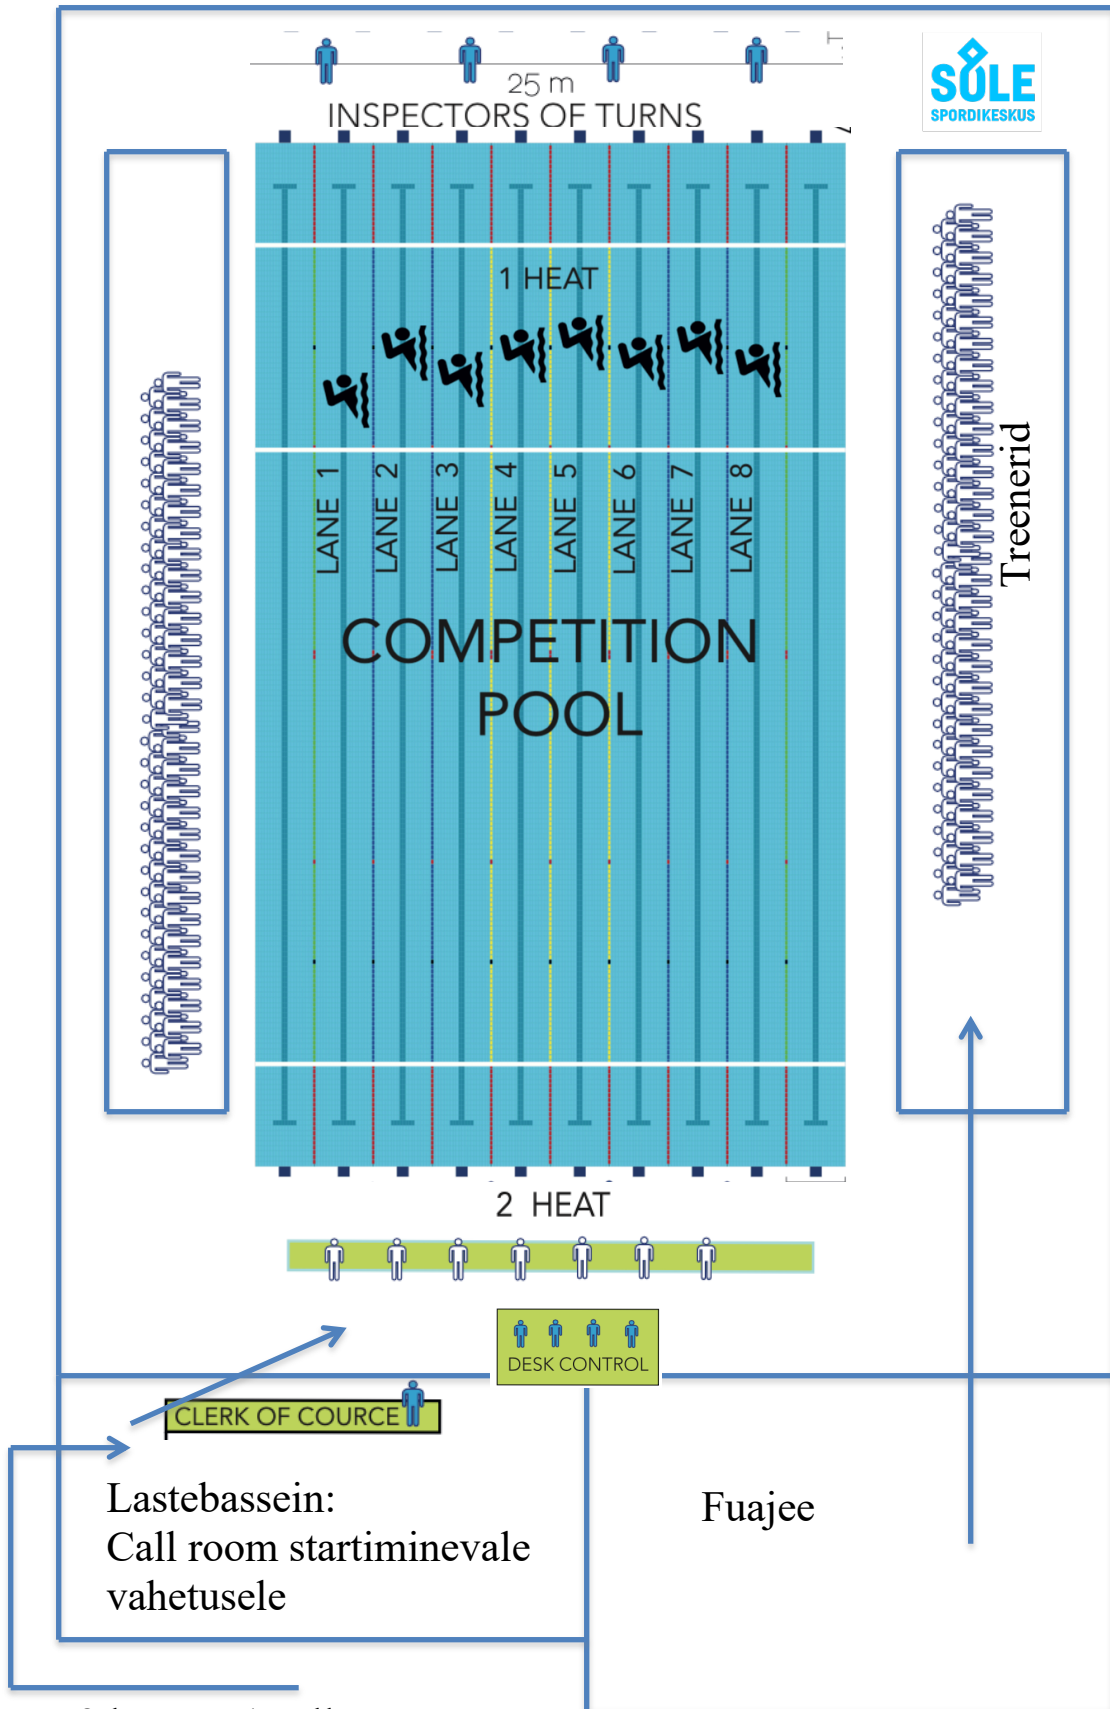 25 m
INSPECTORS OF TURNS
SÕLE
SPORDIKESKUS
1 HEAT
LANE 1
LANE 2
LANE 3
LANE 4
LANE 5
LANE 6
LANE 7
LANE 8
COMPETITION
POOL
Treenerid
2 HEAT
DESK CONTROL
CLERK OF COURCE
Lastebassein:
Call room startiminevale
vahetusele
Fuajee